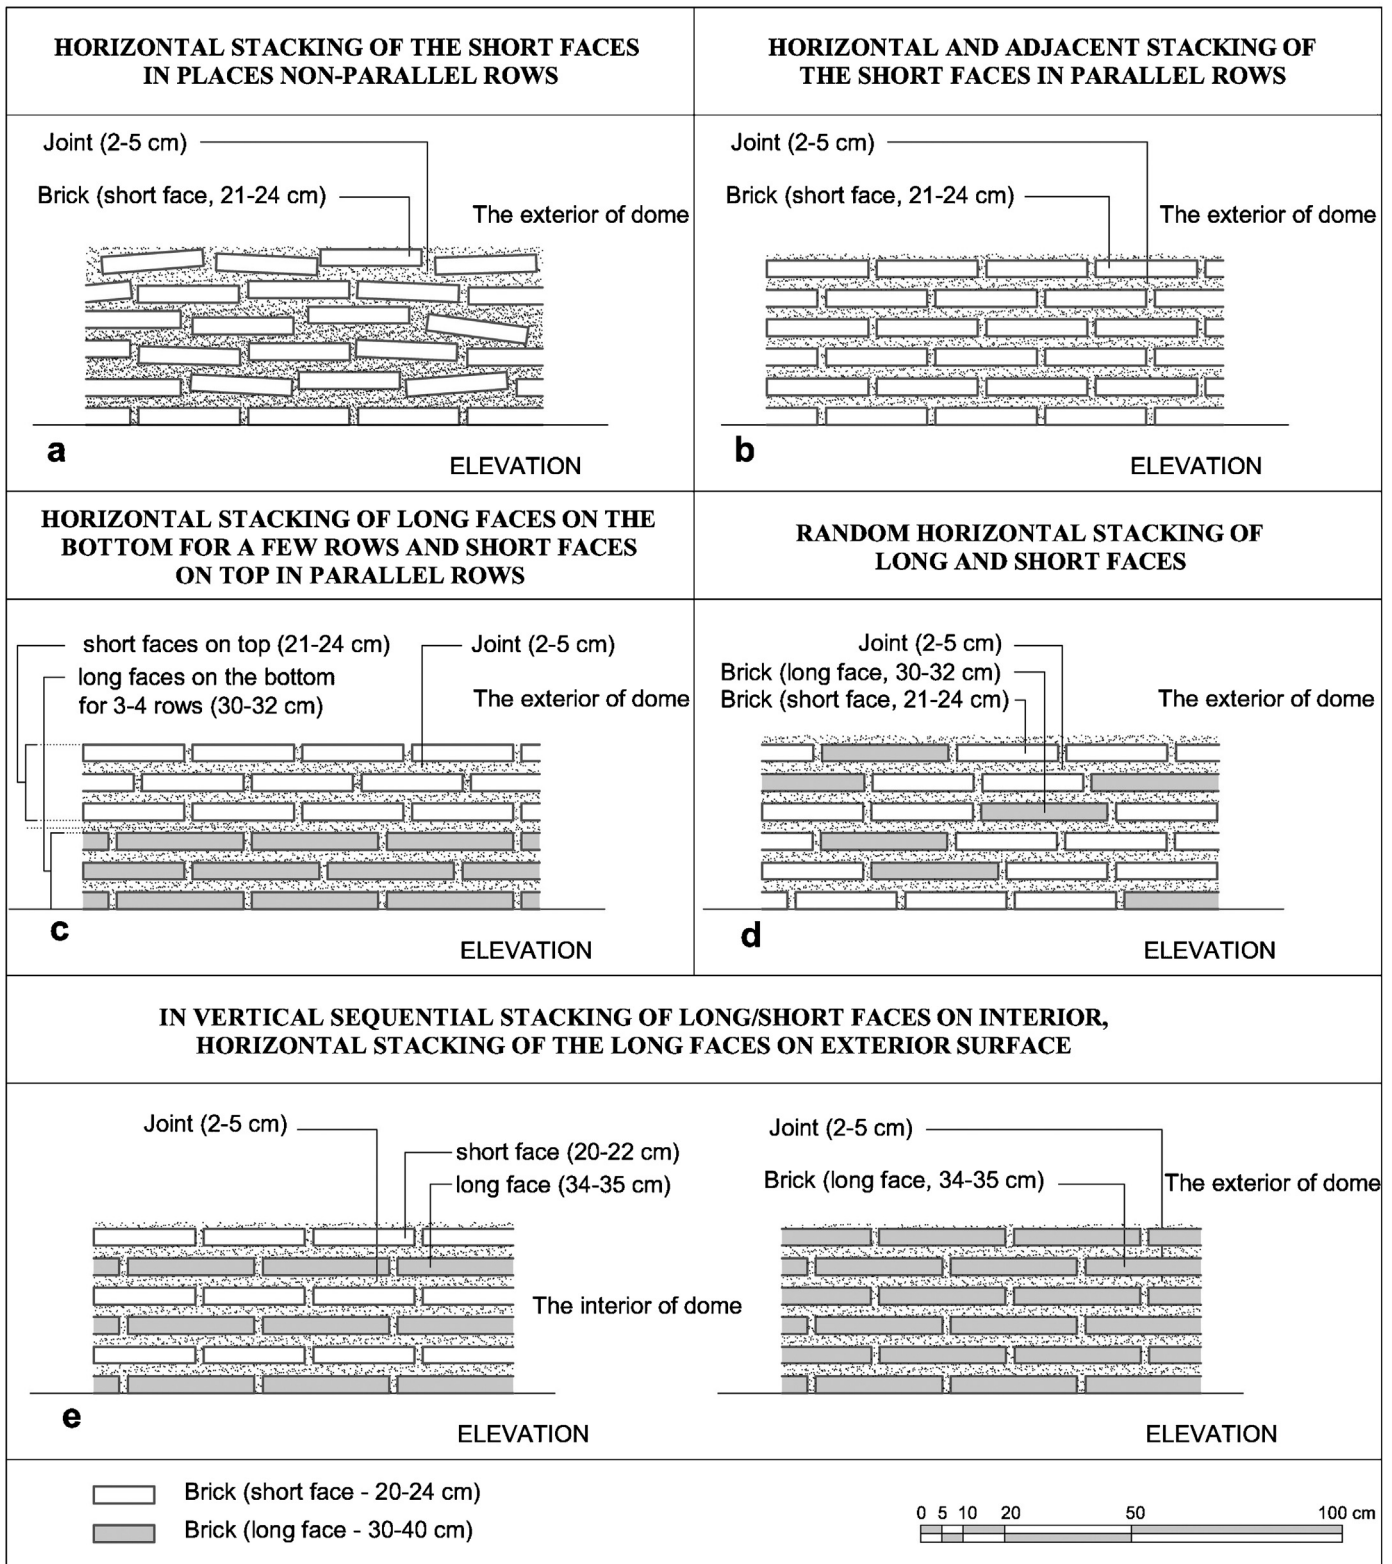 HORIZONTAL STACKING OF THE SHORT FACES
IN PLACES NON-PARALLEL ROWS
HORIZONTAL AND ADJACENT STACKING OF
THE SHORT FACES IN PARALLEL ROWS
Joint (2-5 cm)
Brick (short face, 21-24 cm)
The exterior of dome
a
ELEVATION
Joint (2-5 cm)
Brick (short face, 21-24 cm)
The exterior of dome
b
ELEVATION
HORIZONTAL STACKING OF LONG FACES ON THE
BOTTOM FOR A FEW ROWS AND SHORT FACES
ON TOP IN PARALLEL ROWS
RANDOM HORIZONTAL STACKING OF
LONG AND SHORT FACES
short faces on top (21-24 cm)
Joint (2-5 cm)
long faces on the bottom
for 3-4 rows (30-32 cm)
The exterior of dome
c
ELEVATION
Joint (2-5 cm)
Brick (long face, 30-32 cm)
Brick (short face, 21-24 cm)
The exterior of dome
d
ELEVATION
IN VERTICAL SEQUENTIAL STACKING OF LONG/SHORT FACES ON INTERIOR,
HORIZONTAL STACKING OF THE LONG FACES ON EXTERIOR SURFACE
Joint (2-5 cm)
short face (20-22 cm)
long face (34-35 cm)
The interior of dome
e
ELEVATION
Joint (2-5 cm)
Brick (long face, 34-35 cm)
The exterior of dome
ELEVATION
Brick (short face - 20-24 cm)
Brick (long face - 30-40 cm)
0 5 10 20 50 100 cm